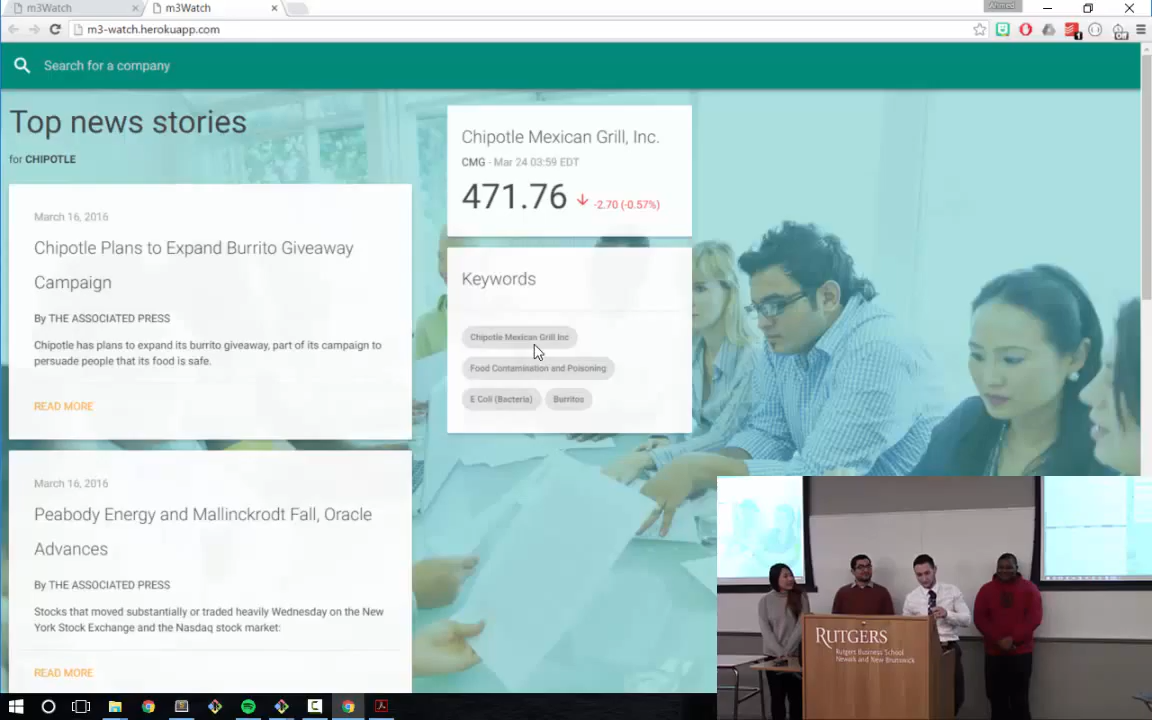 m3Watch
m3Watch
Ahmed
m3-watch.herokuapp.com
Search for a company
Top news stories
for CHIPOTLE
March 16, 2016
Chipotle Plans to Expand Burrito Giveaway
Campaign
By THE ASSOCIATED PRESS
Chipotle has plans to expand its burrito giveaway, part of its campaign to
persuade people that its food is safe.
READ MORE
March 16, 2016
Peabody Energy and Mallinckrodt Fall, Oracle
Advances
By THE ASSOCIATED PRESS
Stocks that moved substantially or traded heavily Wednesday on the New
York Stock Exchange and the Nasdaq stock market:
READ MORE
Chipotle Mexican Grill, Inc.
CMG - Mar 24 03:59 EDT
471.76 -2.70 (-0.57%)
Keywords
Chipotle Mexican Grill Inc
Food Contamination and Poisoning
E Coli (Bacteria) Burritos
RUTGERS
Rutgers Business School
Newark and New Brunswick